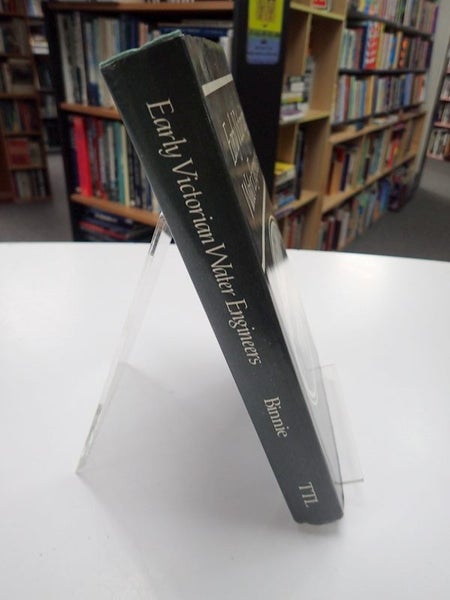 Early Victorian Water Engineers
Binnie
TTL